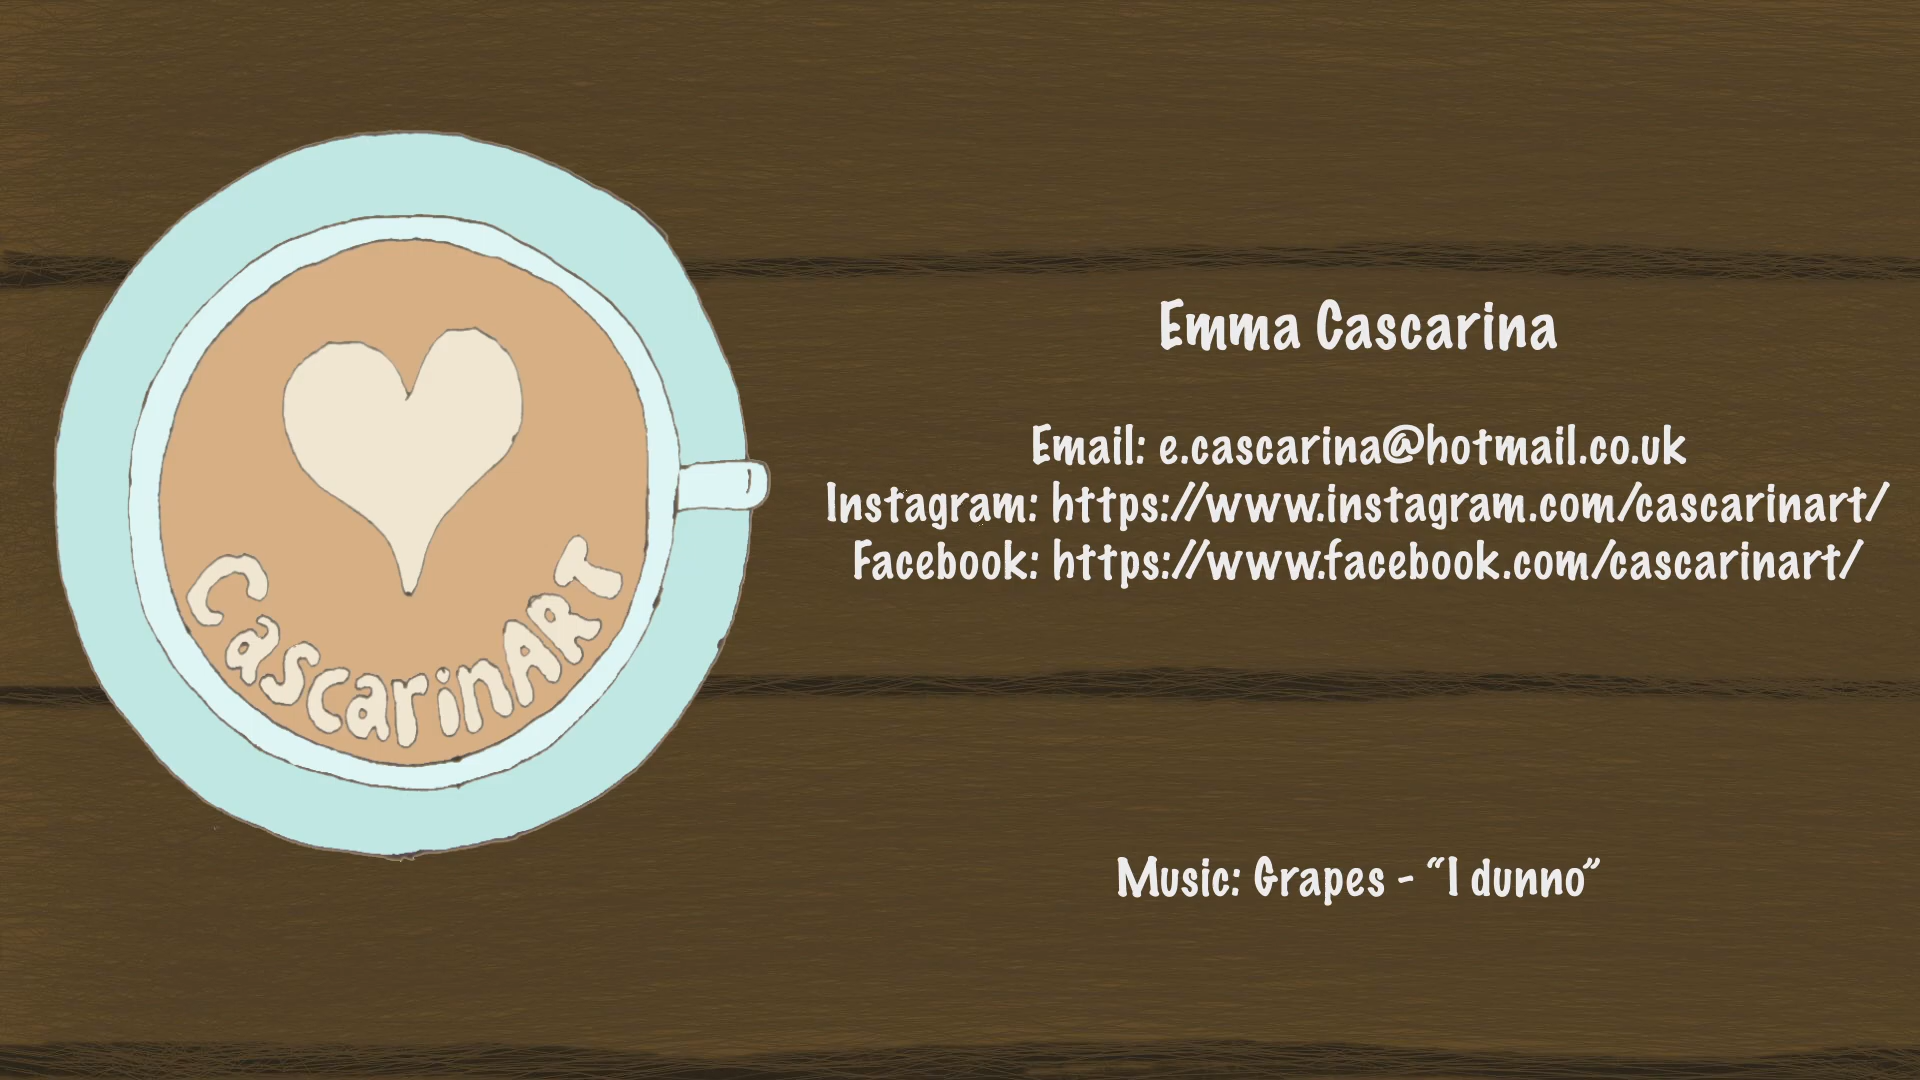 CascarinART
Emma Cascarina
Email: e.cascarina@hotmail.co.uk
Instagram: https://www.instagram.com/cascarinart/
Facebook: https://www.facebook.com/cascarinart/
Music: Grapes - “I dunno”